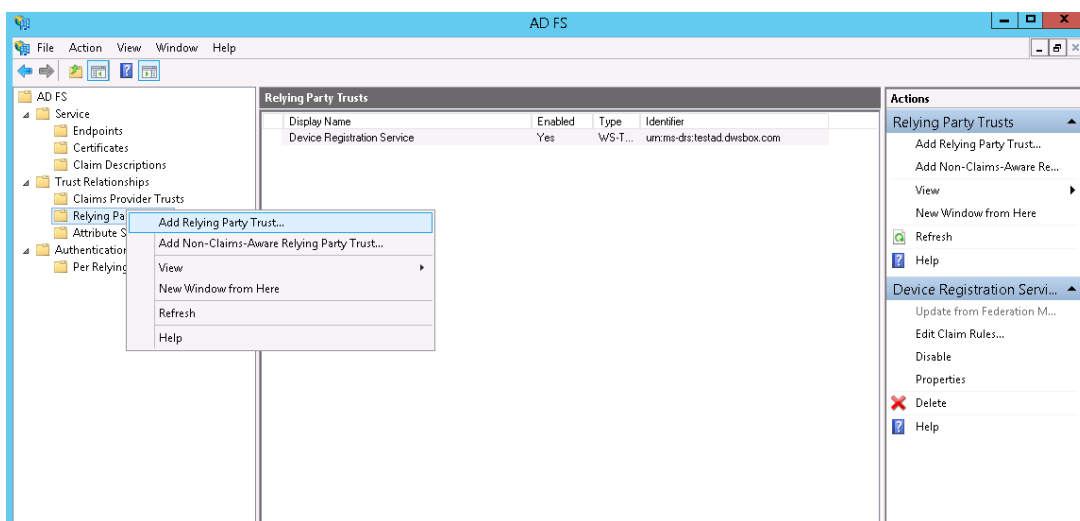 AD FS
File Action View Window Help
AD FS
Service
Endpoints
Certificates
Claim Descriptions
Trust Relationships
Claims Provider Trusts
Relying Pa
Attribute S
Authentication
Per Relying
Add Relying Party Trust...
Add Non-Claims-Aware Relying Party Trust...
View
New Window from Here
Refresh
Help
Relying Party Trusts
Display Name Enabled Type Identifier
Device Registration Service Yes WS-T... urn:ms-drs:testad.dwsbox.com
Actions
Relying Party Trusts
Add Relying Party Trust...
Add Non-Claims-Aware Re...
View
New Window from Here
Refresh
Help
Device Registration Servi...
Update from Federation M...
Edit Claim Rules...
Disable
Properties
Delete
Help